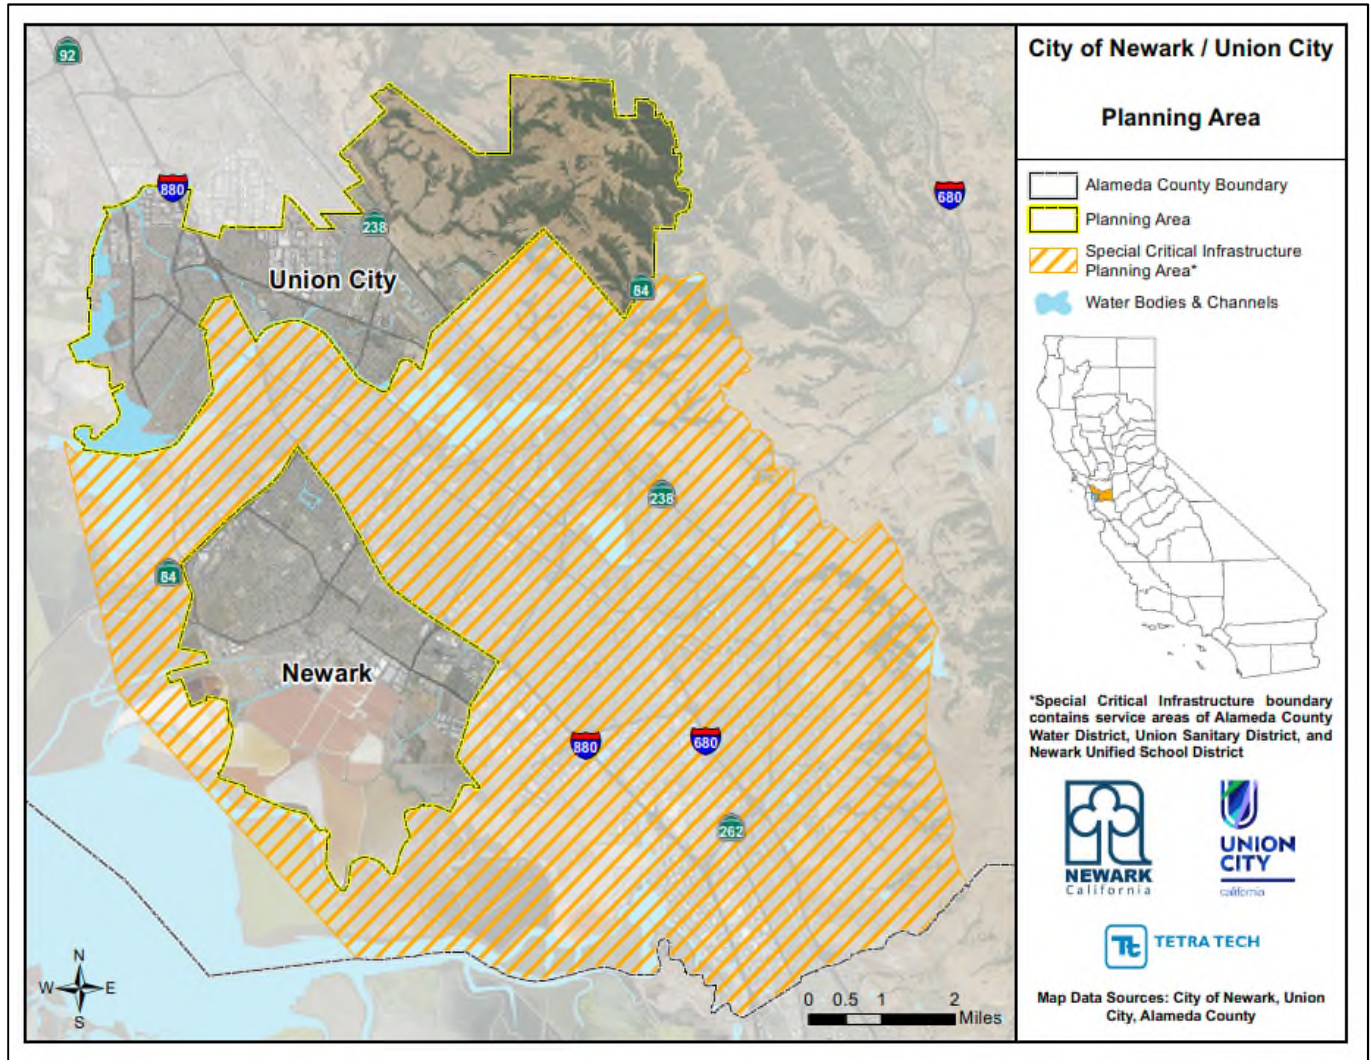 City of Newark / Union City
Planning Area
Alameda County Boundary
Planning Area
Special Critical Infrastructure
Planning Area*
Water Bodies & Channels
*Special Critical Infrastructure boundary
contains service areas of Alameda County
Water District, Union Sanitary District, and
Newark Unified School District
NEWARK
California
UNION
CITY
california
Tt
TETRA TECH
Map Data Sources: City of Newark, Union
City, Alameda County
92
880
238
680
Union City
84
238
84
Newark
880
680
262
N
W
E
S
0 0.5 1 2
Miles